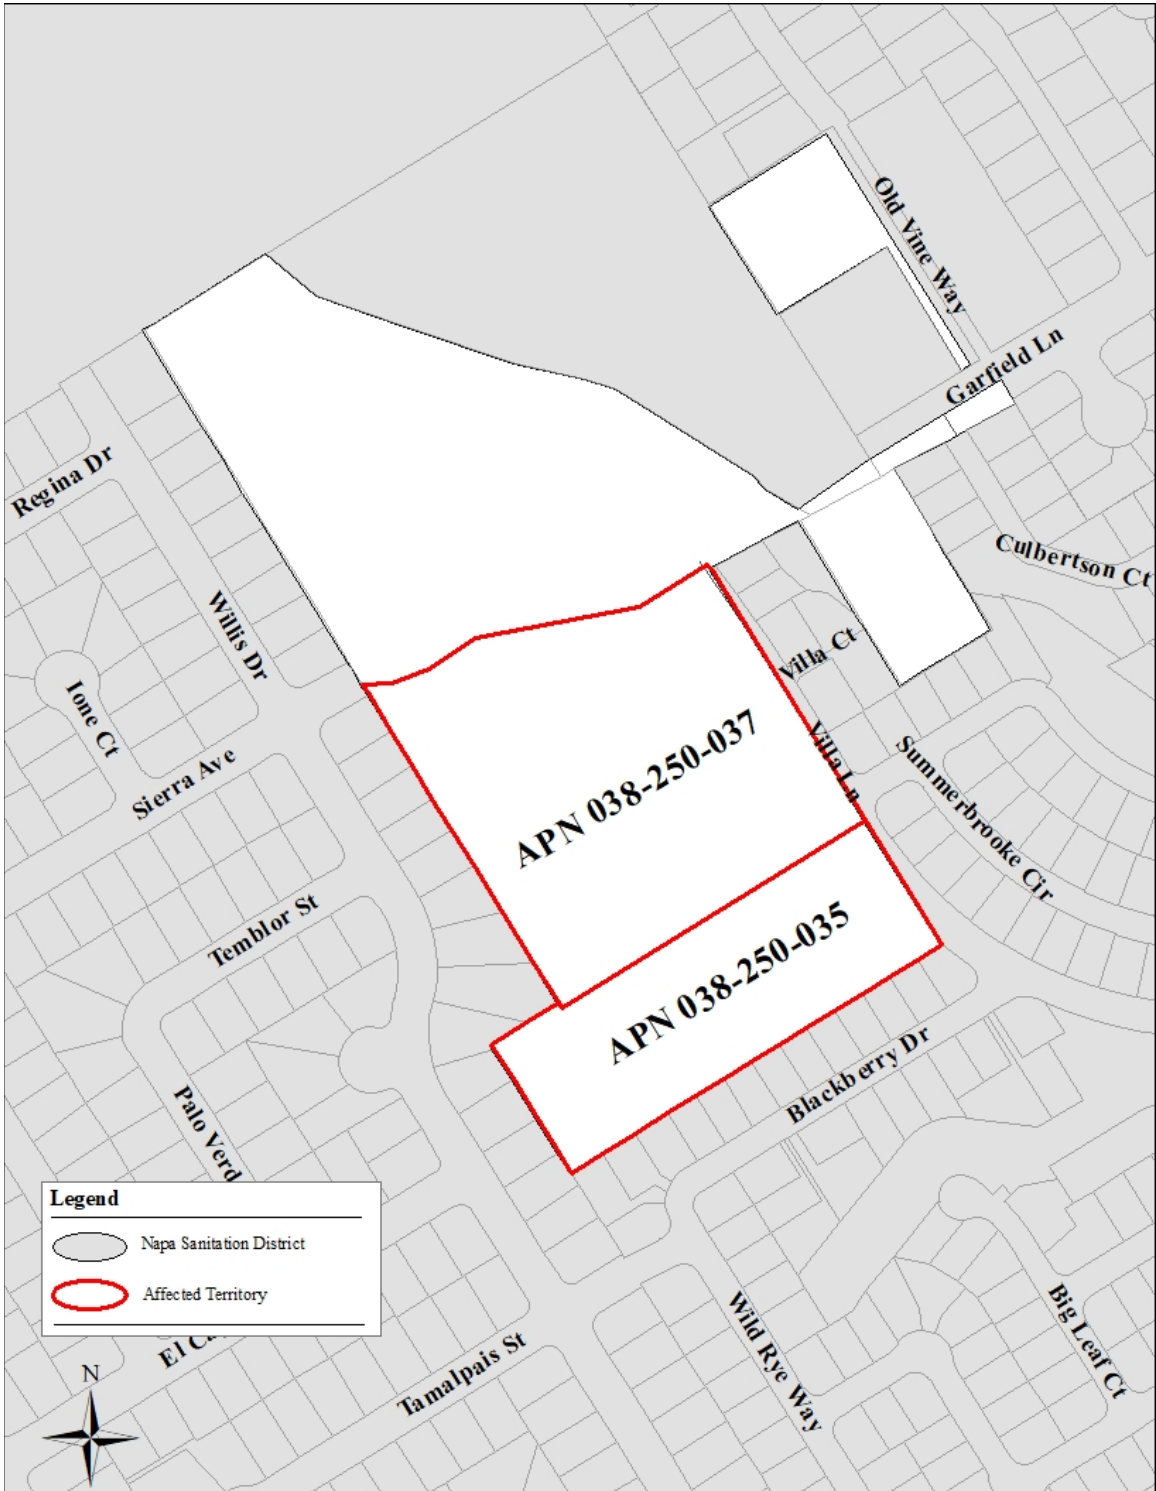 Old Vine Way
Garfield Ln
Regina Dr
Culbertson Ct
Willis Dr
Villa Ct
Ione Ct
Sierra Ave
APN 038-250-037
Villa Ln
Summerbrooke Cir
Temblor St
APN 038-250-035
Blackberry Dr
Palo Verd
Legend
Napa Sanitation District
Affected Territory
El Ca
Tamalpais St
Wild Rye Way
Big Leaf Ct
N